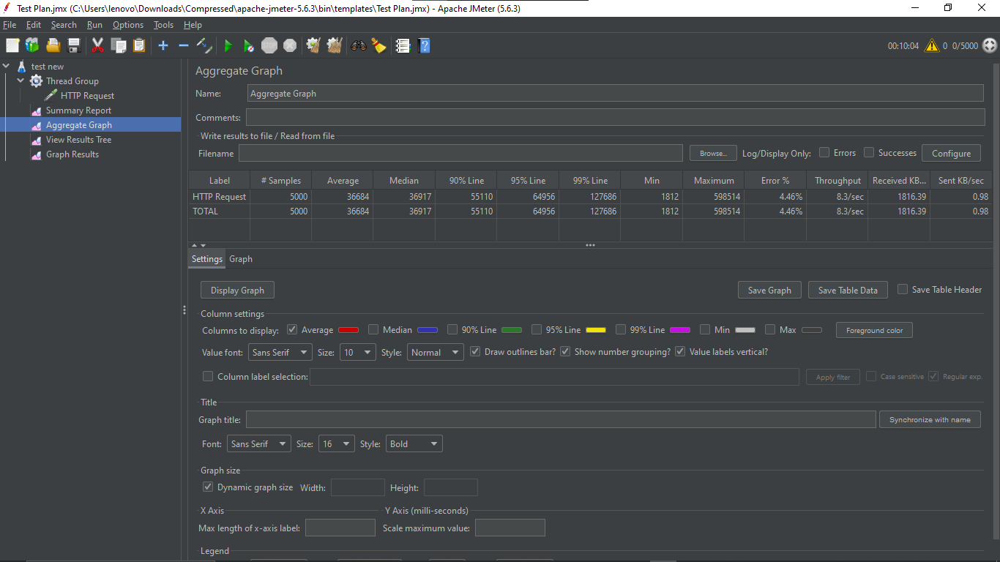 Test Plan.jmx (C:\Users\lenovo\Downloads\Compressed\apache-jmeter-5.6.3\bin\templates\Test Plan.jmx) - Apache JMeter (5.6.3)
File Edit Search Run Options Tools Help
STOP 00:10:04 0 0/5000
test new
Thread Group
HTTP Request
Summary Report
Aggregate Graph
View Results Tree
Graph Results
Aggregate Graph
Name: Aggregate Graph
Comments:
Write results to file / Read from file
Filename Browse... Log/Display Only: Errors Successes Configure
Label # Samples Average Median 90% Line 95% Line 99% Line Min Maximum Error % Throughput Received KB... Sent KB/sec
HTTP Request 5000 36684 36917 55110 64956 127686 1812 598514 4.46% 8.3/sec 1816.39 0.98
TOTAL 5000 36684 36917 55110 64956 127686 1812 598514 4.46% 8.3/sec 1816.39 0.98
Settings Graph
Display Graph Save Graph Save Table Data Save Table Header
Column settings
Columns to display: Average Median 90% Line 95% Line 99% Line Min Max Foreground color
Value font: Sans Serif Size: 10 Style: Normal Draw outlines bar? Show number grouping? Value labels vertical?
Column label selection: Apply filter Case sensitive Regular exp.
Title
Graph title: Synchronize with name
Font: Sans Serif Size: 16 Style: Bold
Graph size
Dynamic graph size Width: Height:
X Axis Y Axis (milli-seconds)
Max length of x-axis label: Scale maximum value:
Legend